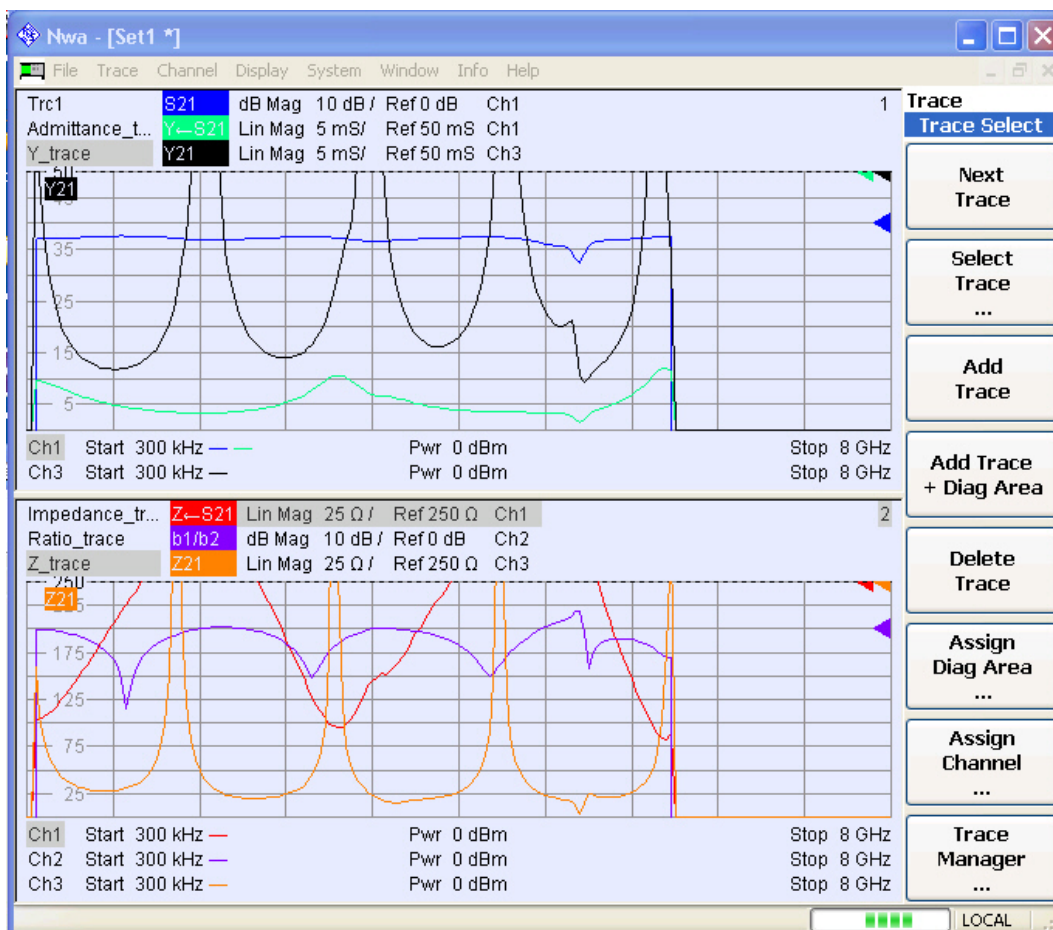 Nwa - [Set1 *]
File Trace Channel Display System Window Info Help
Trc1 S21 dB Mag 10 dB / Ref 0 dB Ch1 1
Admittance_t... Y←S21 Lin Mag 5 mS/ Ref 50 mS Ch1
Y_trace Y21 Lin Mag 5 mS/ Ref 50 mS Ch3
50
Y21
45
35
25
15
5
Ch1 Start 300 kHz Pwr 0 dBm Stop 8 GHz
Ch3 Start 300 kHz Pwr 0 dBm Stop 8 GHz
Impedance_tr... Z←S21 Lin Mag 25 Ω / Ref 250 Ω Ch1 2
Ratio_trace b1/b2 dB Mag 10 dB / Ref 0 dB Ch2
Z_trace Z21 Lin Mag 25 Ω / Ref 250 Ω Ch3
250
Z21
225
175
125
75
25
Ch1 Start 300 kHz Pwr 0 dBm Stop 8 GHz
Ch2 Start 300 kHz Pwr 0 dBm Stop 8 GHz
Ch3 Start 300 kHz Pwr 0 dBm Stop 8 GHz
Trace
Trace Select
Next
Trace
Select
Trace
...
Add
Trace
Add Trace
+ Diag Area
Delete
Trace
Assign
Diag Area
...
Assign
Channel
...
Trace
Manager
...
LOCAL